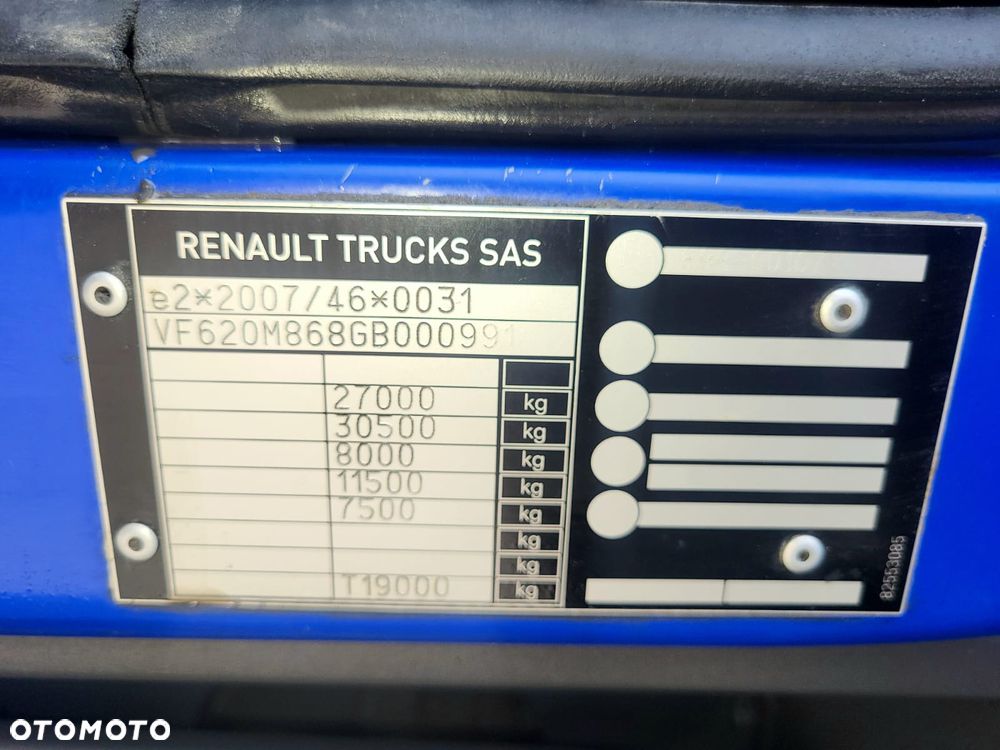 RENAULT TRUCKS SAS
e2*2007/46*0031
VF620M868GB000991
27000 kg
30500 kg
8000 kg
11500 kg
7500 kg
kg
kg
T19000 kg
82553085
OTOMOTO